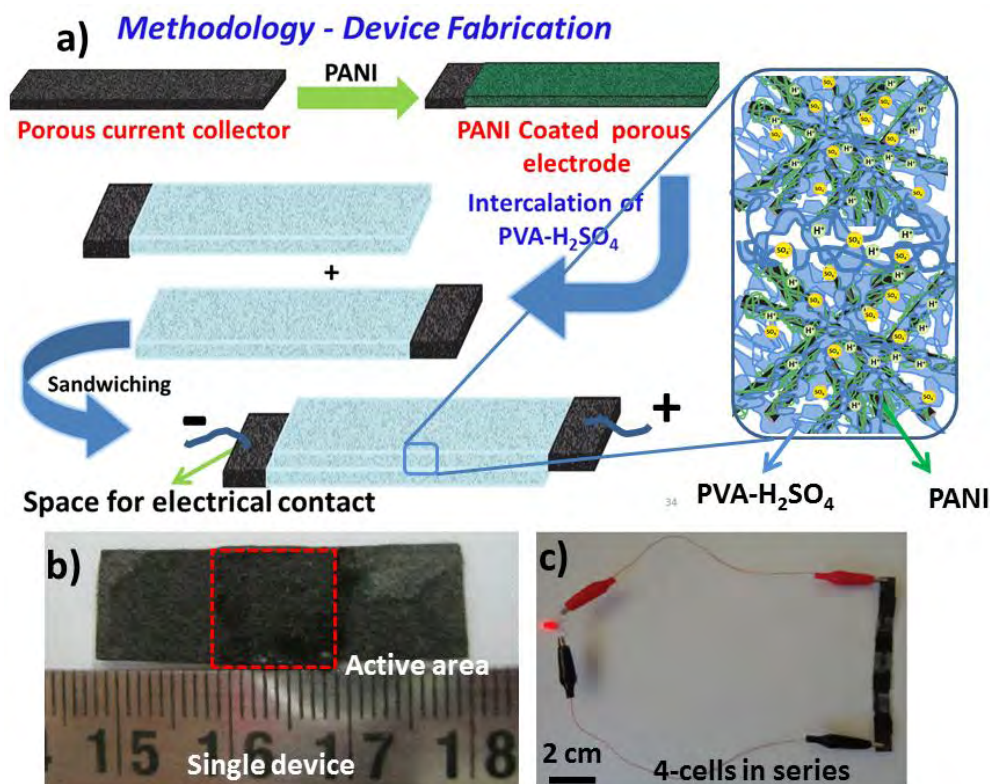 a) Methodology - Device Fabrication
PANI
Porous current collector
PANI Coated porous
electrode
Intercalation of
PVA-H₂SO₄
+
Sandwiching
- +
Space for electrical contact
34
PVA-H₂SO₄
PANI
H⁺
SO₄⁻
b)
Active area
1 15 16 17 18
Single device
c)
2 cm
4-cells in series